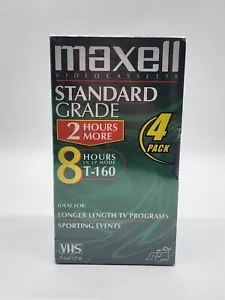 maxell
VIDEOCASSETTE
STANDARD
GRADE
2 HOURS
MORE
4
PACK
8 HOURS
IN EP MODE
T-160
IDEAL FOR:
LONGER LENGTH TV PROGRAMS
SPORTING EVENTS
VHS